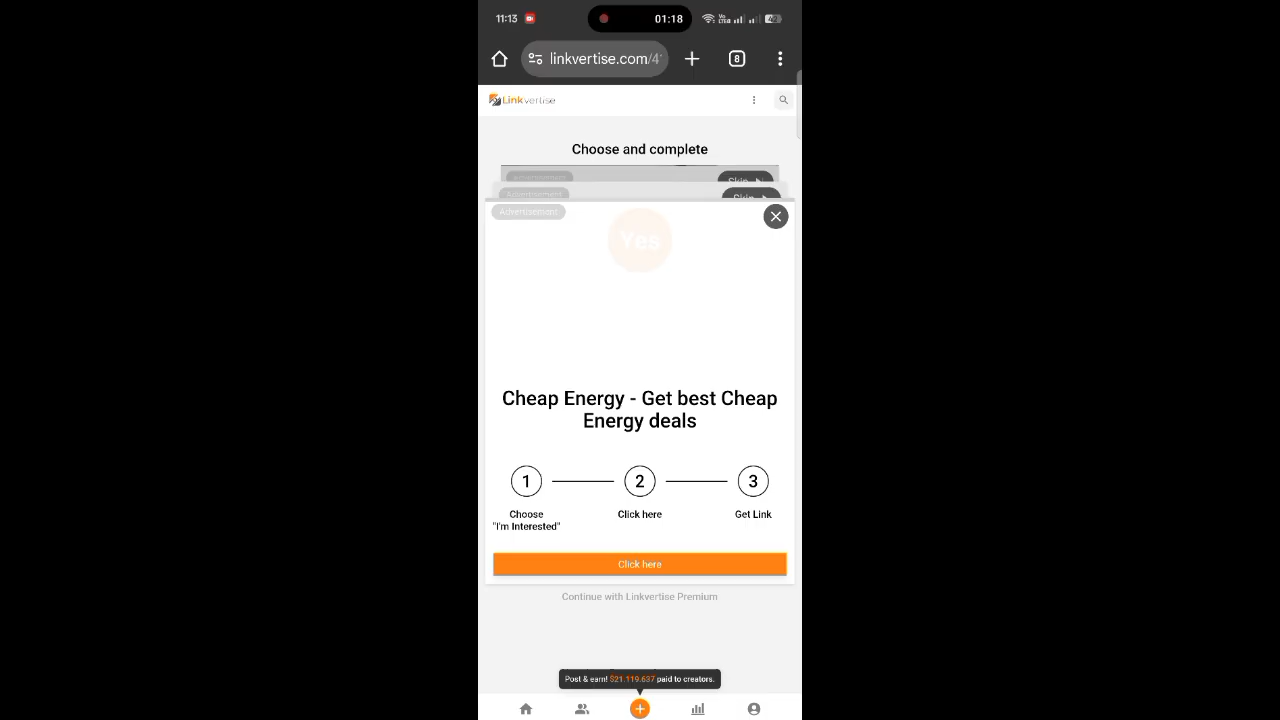 11:13
01:18
linkvertise.com/4
8
Linkvertise
Choose and complete
Advertisement
Skip
Advertisement
Skip
Advertisement
Yes
Cheap Energy - Get best Cheap
Energy deals
1
2
3
Choose
"I'm Interested"
Click here
Get Link
Click here
Continue with Linkvertise Premium
Post & earn! $21.119.637 paid to creators.